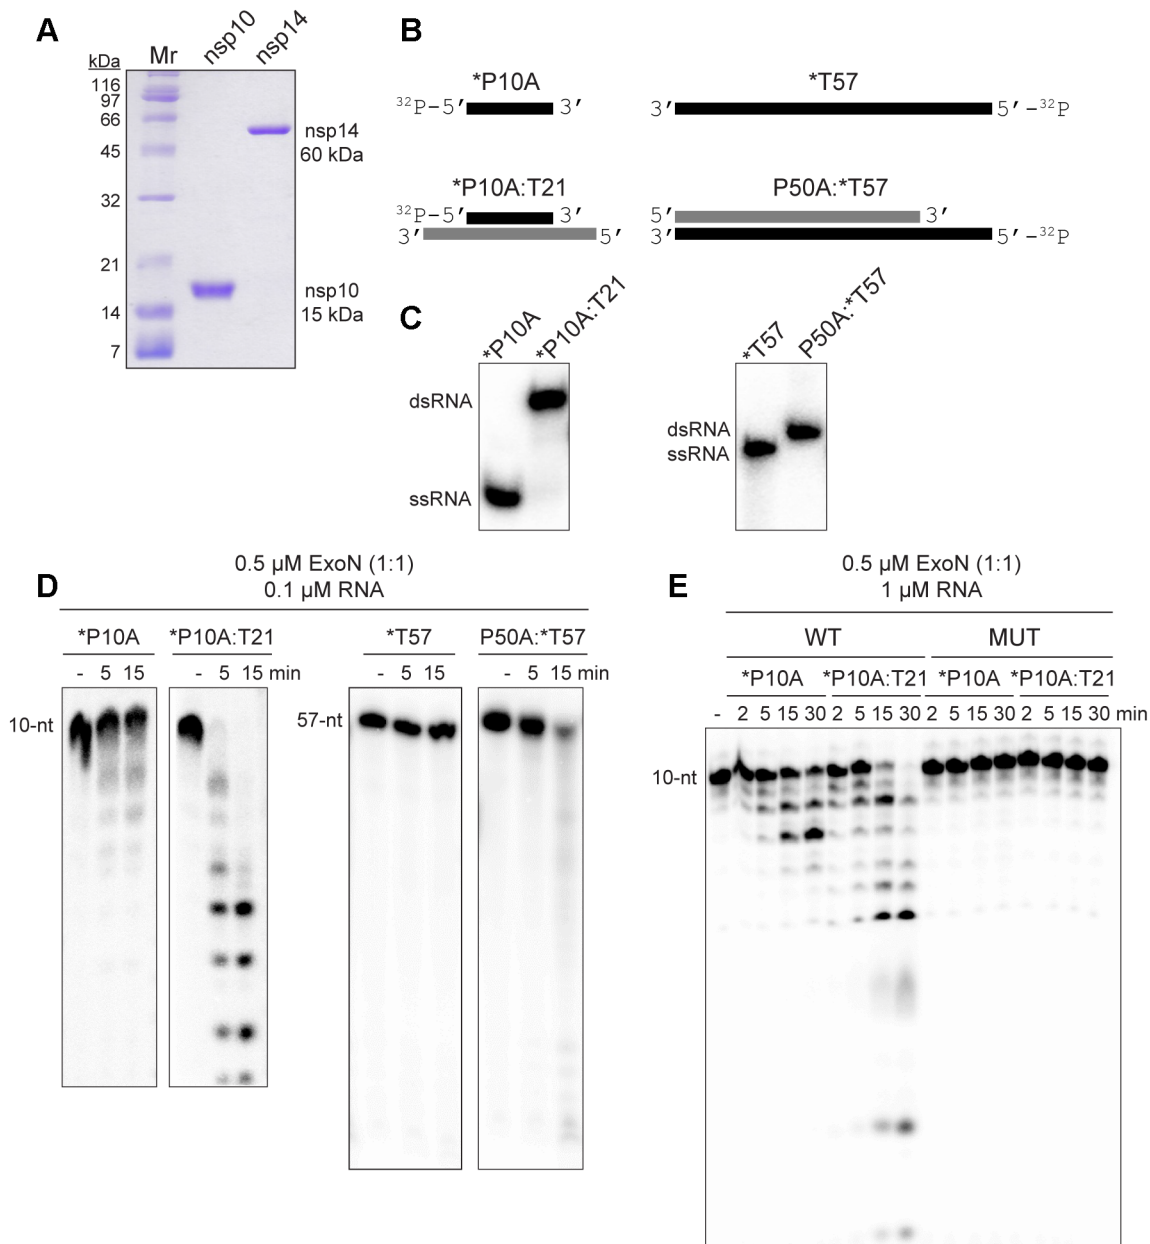 A
kDa
Mr
nsp10
nsp14
116
97
66
45
32
21
14
7
nsp14
60 kDa
nsp10
15 kDa
B
*P10A
³²P-5′ 3′
*T57
3′ 5′-³²P
*P10A:T21
³²P-5′ 3′
3′ 5′
P50A:*T57
5′ 3′
3′ 5′-³²P
C
*P10A
*P10A:T21
dsRNA
ssRNA
*T57
P50A:*T57
dsRNA
ssRNA
D
0.5 µM ExoN (1:1)
0.1 µM RNA
*P10A *P10A:T21 *T57 P50A:*T57
- 5 15 - 5 15 min - 5 15 - 5 15 min
10-nt
57-nt
E
0.5 µM ExoN (1:1)
1 µM RNA
WT MUT
*P10A *P10A:T21 *P10A *P10A:T21
- 2 5 15 30 2 5 15 30 2 5 15 30 2 5 15 30 min
10-nt